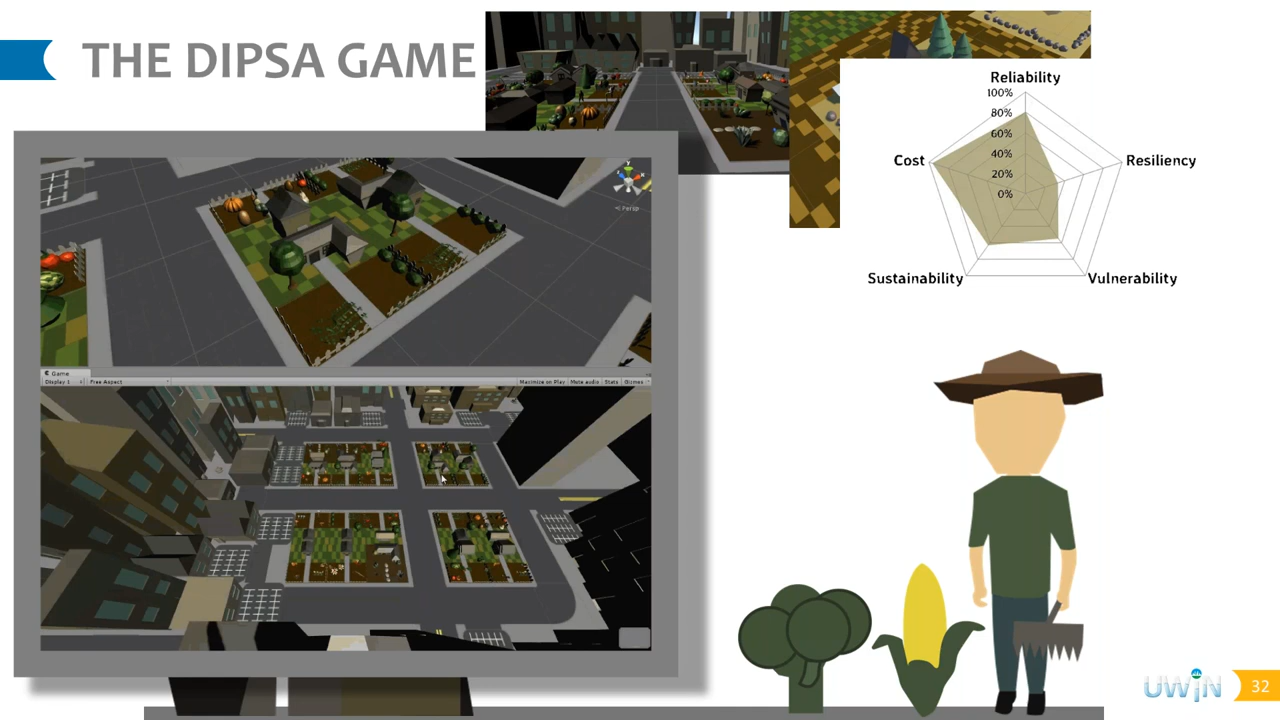 THE DIPSA GAME
Reliability
100%
80%
60%
40%
20%
0%
Cost
Resiliency
Sustainability
Vulnerability
y
x
Persp
Game
Display 1
Free Aspect
Maximize on Play
Mute audio
Stats
Gizmos
UWIN
32